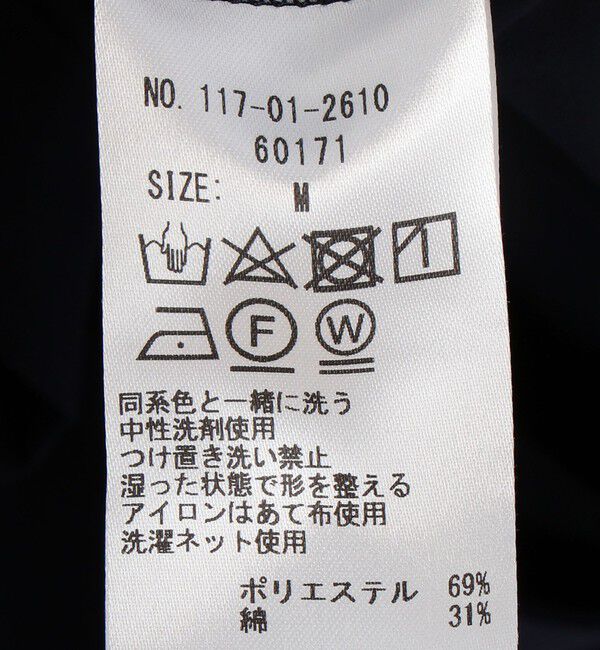 NO. 117-01-2610
60171
SIZE: M
F W
同系色と一緒に洗う
中性洗剤使用
つけ置き洗い禁止
湿った状態で形を整える
アイロンはあて布使用
洗濯ネット使用
ポリエステル 69%
綿 31%